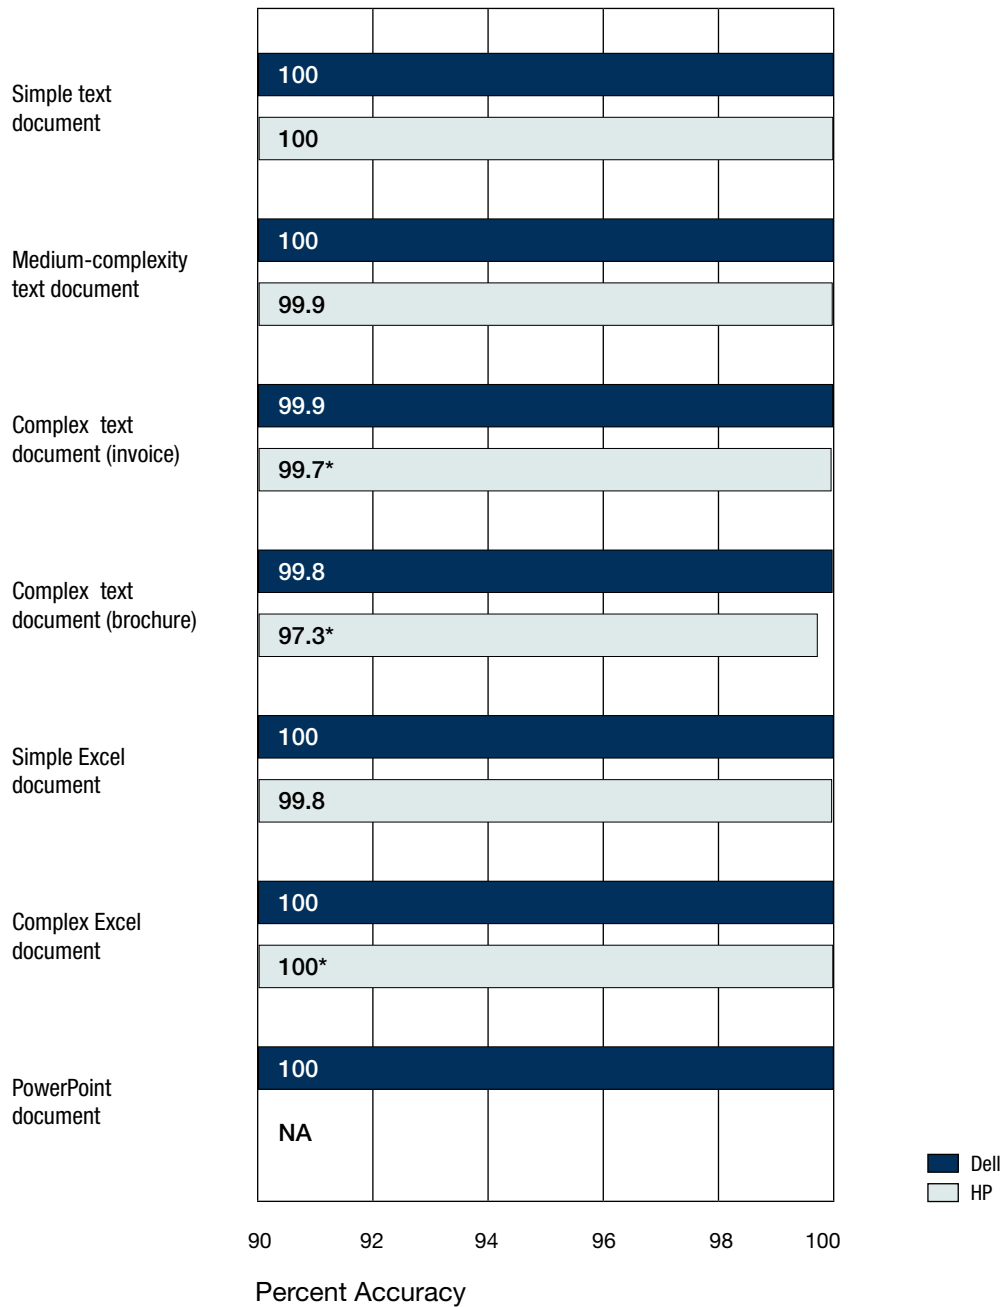 Simple text
document
100
100
Medium-complexity
text document
100
99.9
Complex  text
document (invoice)
99.9
99.7*
Complex  text
document (brochure)
99.8
97.3*
Simple Excel
document
100
99.8
Complex Excel
document
100
100*
PowerPoint
document
100
NA
Dell
HP
90 92 94 96 98 100
Percent Accuracy